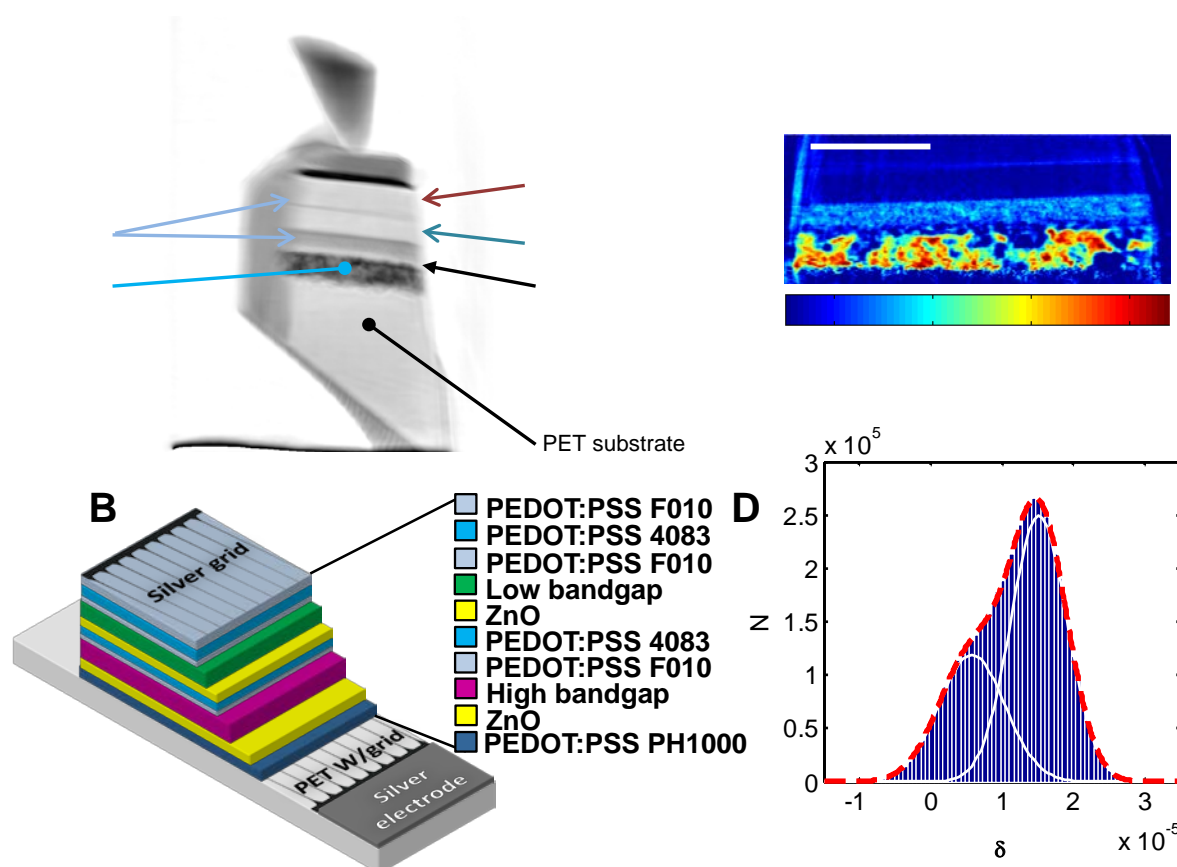 PET substrate
B
PEDOT:PSS F010
PEDOT:PSS 4083
PEDOT:PSS F010
Low bandgap
ZnO
PEDOT:PSS 4083
PEDOT:PSS F010
High bandgap
ZnO
PEDOT:PSS PH1000
Silver grid
PET W/grid
Silver
electrode
D
x 10^5
3
2.5
2
1.5
1
0.5
0
N
-1 0 1 2 3
x 10^-5
δ